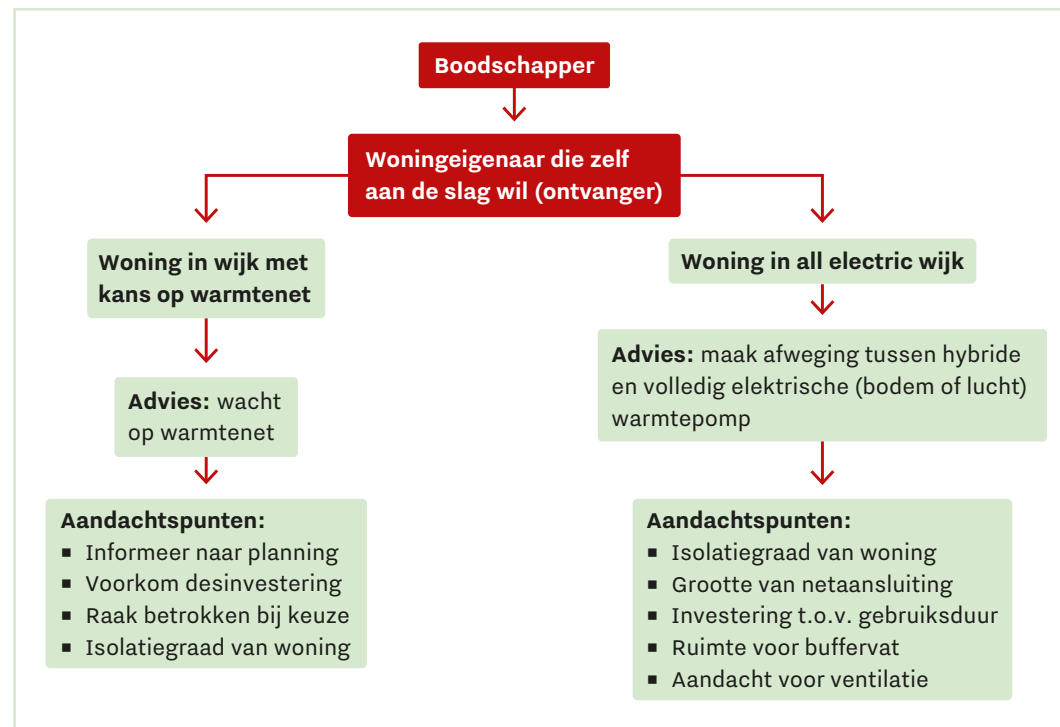 Boodschapper
Woningeigenaar die zelf
aan de slag wil (ontvanger)
Woning in wijk met
kans op warmtenet
Advies: wacht
op warmtenet
Aandachtspunten:
▪ Informeer naar planning
▪ Voorkom desinvestering
▪ Raak betrokken bij keuze
▪ Isolatiegraad van woning
Woning in all electric wijk
Advies: maak afweging tussen hybride
en volledig elektrische (bodem of lucht)
warmtepomp
Aandachtspunten:
▪ Isolatiegraad van woning
▪ Grootte van netaansluiting
▪ Investering t.o.v. gebruiksduur
▪ Ruimte voor buffervat
▪ Aandacht voor ventilatie